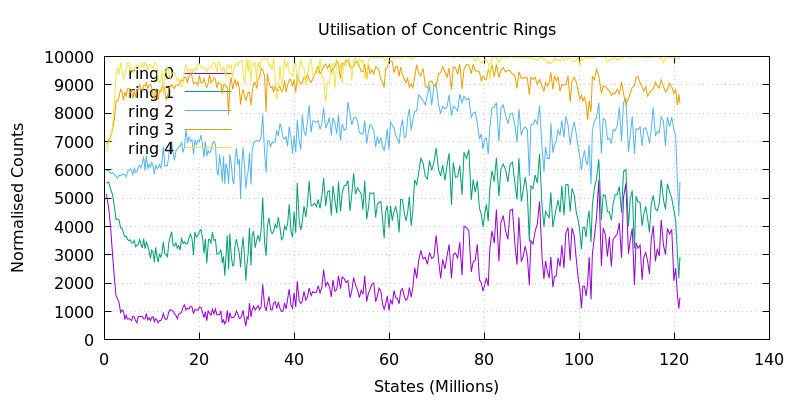 Utilisation of Concentric Rings
Normalised Counts
10000
9000
8000
7000
6000
5000
4000
3000
2000
1000
0
ring 0
ring 1
ring 2
ring 3
ring 4
0 20 40 60 80 100 120 140
States (Millions)